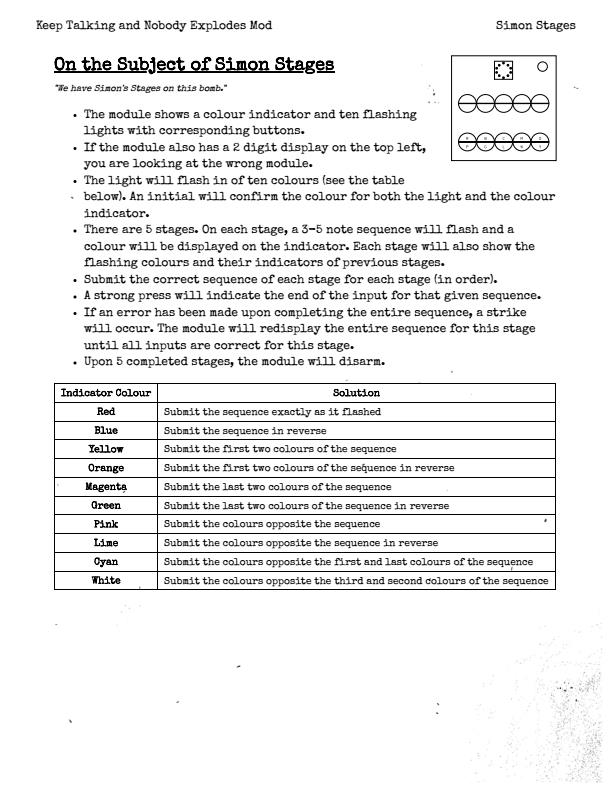 Keep Talking and Nobody Explodes Mod
Simon Stages
On the Subject of Simon Stages
"We have Simon's Stages on this bomb."
• The module shows a colour indicator and ten flashing
lights with corresponding buttons.
• If the module also has a 2 digit display on the top left,
you are looking at the wrong module.
• The light will flash in of ten colours (see the table
below). An initial will confirm the colour for both the light and the colour
indicator.
• There are 5 stages. On each stage, a 3-5 note sequence will flash and a
colour will be displayed on the indicator. Each stage will also show the
flashing colours and their indicators of previous stages.
• Submit the correct sequence of each stage for each stage (in order).
• A strong press will indicate the end of the input for that given sequence.
• If an error has been made upon completing the entire sequence, a strike
will occur. The module will redisplay the entire sequence for this stage
until all inputs are correct for this stage.
• Upon 5 completed stages, the module will disarm.
Indicator Colour Solution
Red Submit the sequence exactly as it flashed
Blue Submit the sequence in reverse
Yellow Submit the first two colours of the sequence
Orange Submit the first two colours of the sequence in reverse
Magenta Submit the last two colours of the sequence
Green Submit the last two colours of the sequence in reverse
Pink Submit the colours opposite the sequence
Lime Submit the colours opposite the sequence in reverse
Cyan Submit the colours opposite the first and last colours of the sequence
White Submit the colours opposite the third and second colours of the sequence